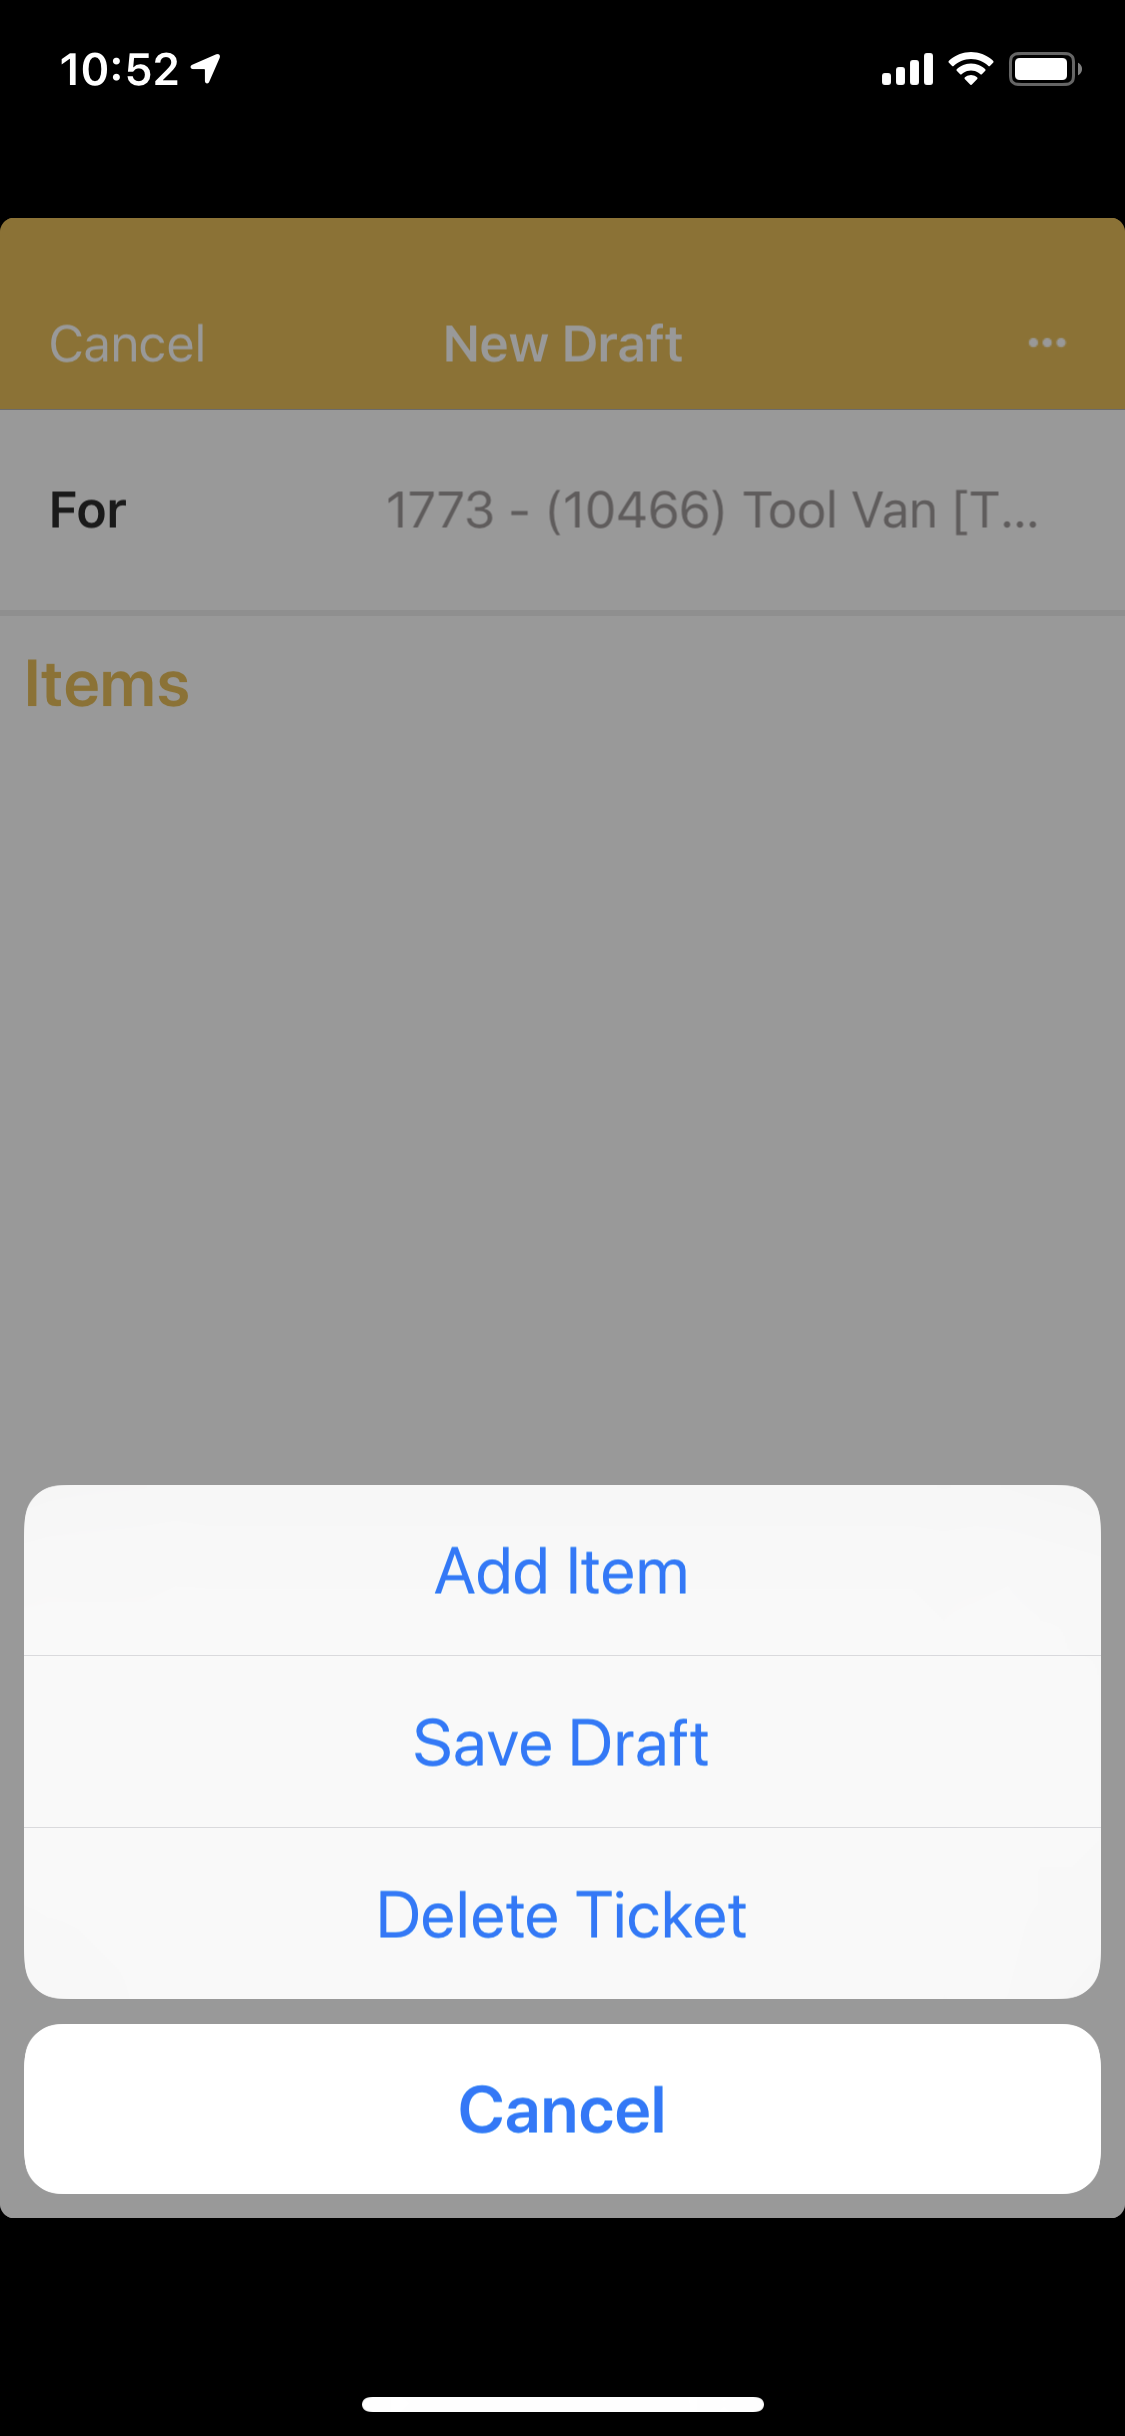 10:52
Cancel New Draft ...
For 1773 - (10466) Tool Van [T...
Items
Add Item
Save Draft
Delete Ticket
Cancel